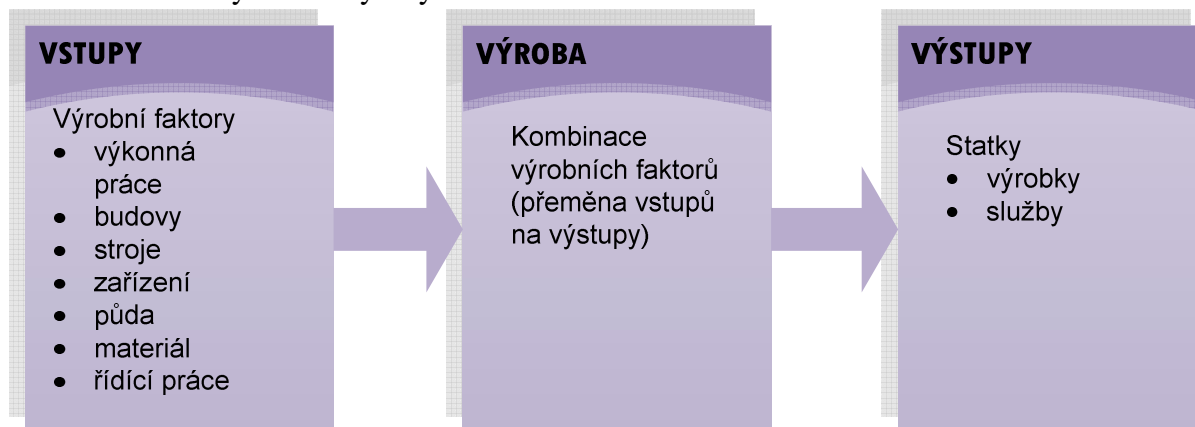 VSTUPY
Výrobní faktory
• výkonná
práce
• budovy
• stroje
• zařízení
• půda
• materiál
• řídící práce
VÝROBA
Kombinace
výrobních faktorů
(přeměna vstupů
na výstupy)
VÝSTUPY
Statky
• výrobky
• služby